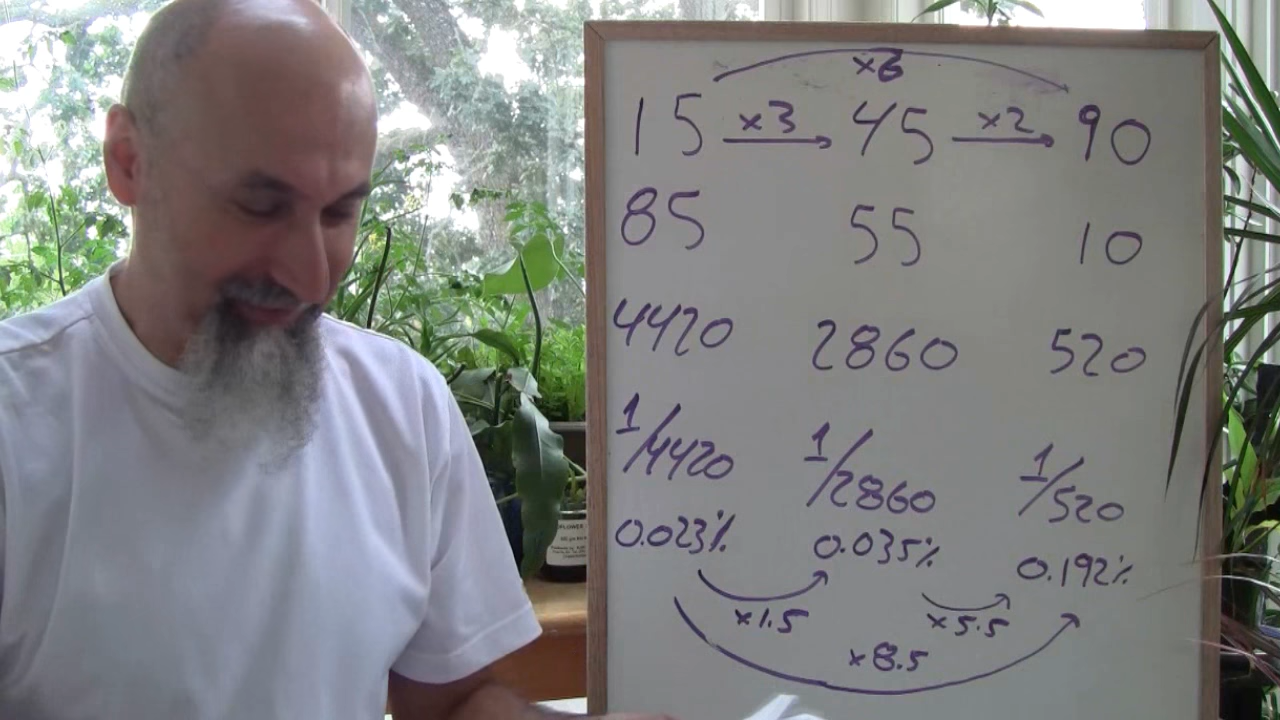 ×6
15 ×3 45 ×2 90
85 55 10
4420 2860 520
1/4420 1/2860 1/520
0.023% 0.035% 0.192%
×1.5 ×5.5
×8.5